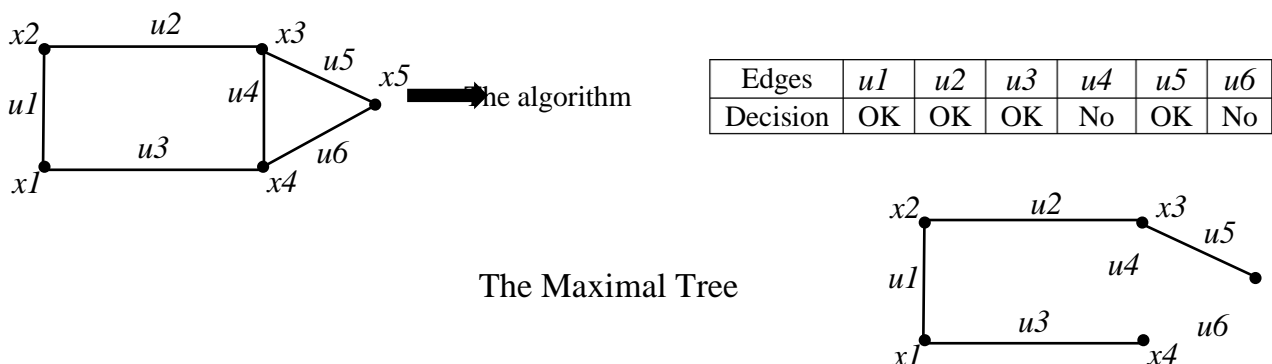 x2 u2 x3
u5
x5
u1 u4
The algorithm
u3 u6
x1 x4
Edges u1 u2 u3 u4 u5 u6
Decision OK OK OK No OK No
x2 u2 x3
u5
u4
u1
The Maximal Tree
u3 u6
x1 x4